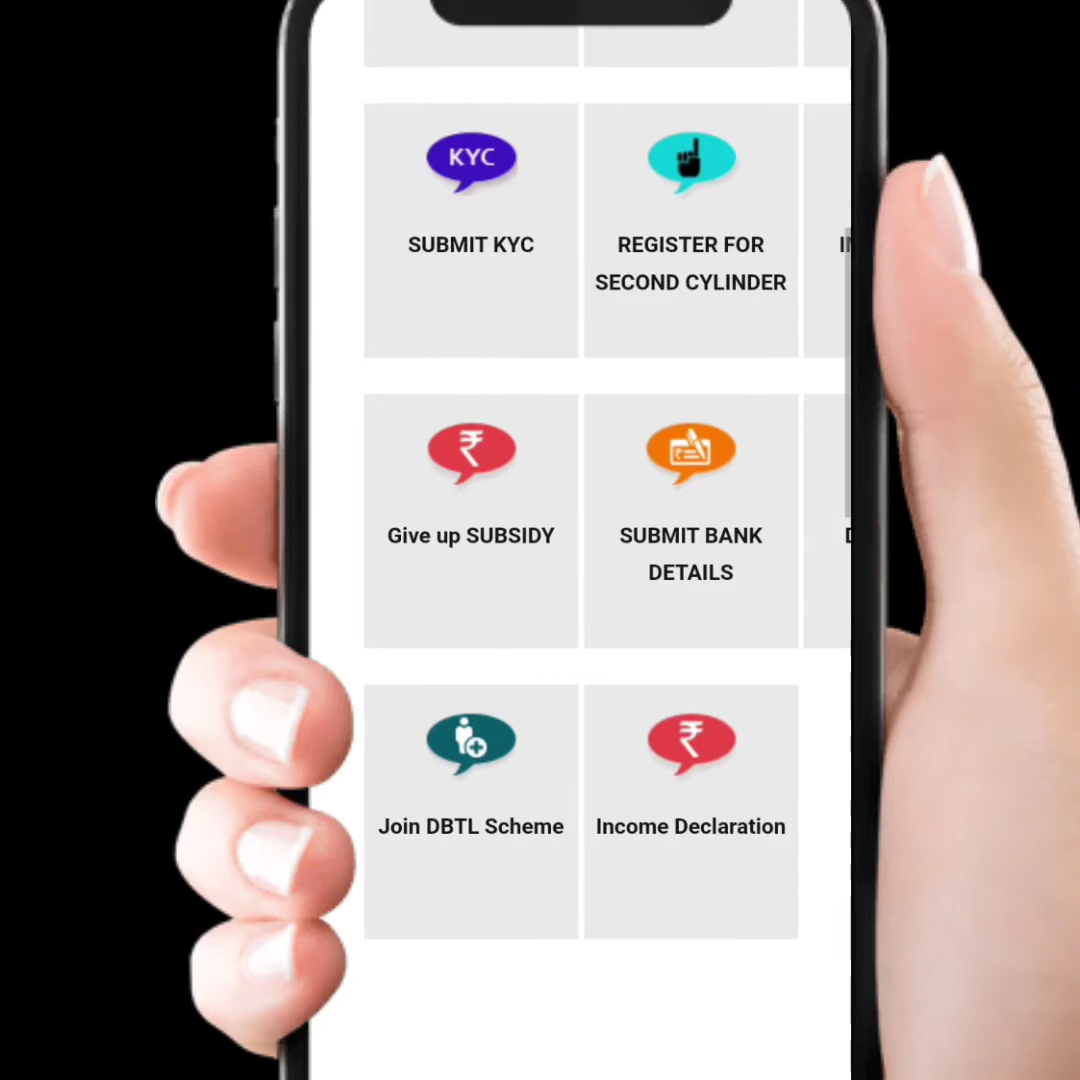 KYC
SUBMIT KYC
REGISTER FOR
SECOND CYLINDER
₹
Give up SUBSIDY
SUBMIT BANK
DETAILS
Join DBTL Scheme
₹
Income Declaration